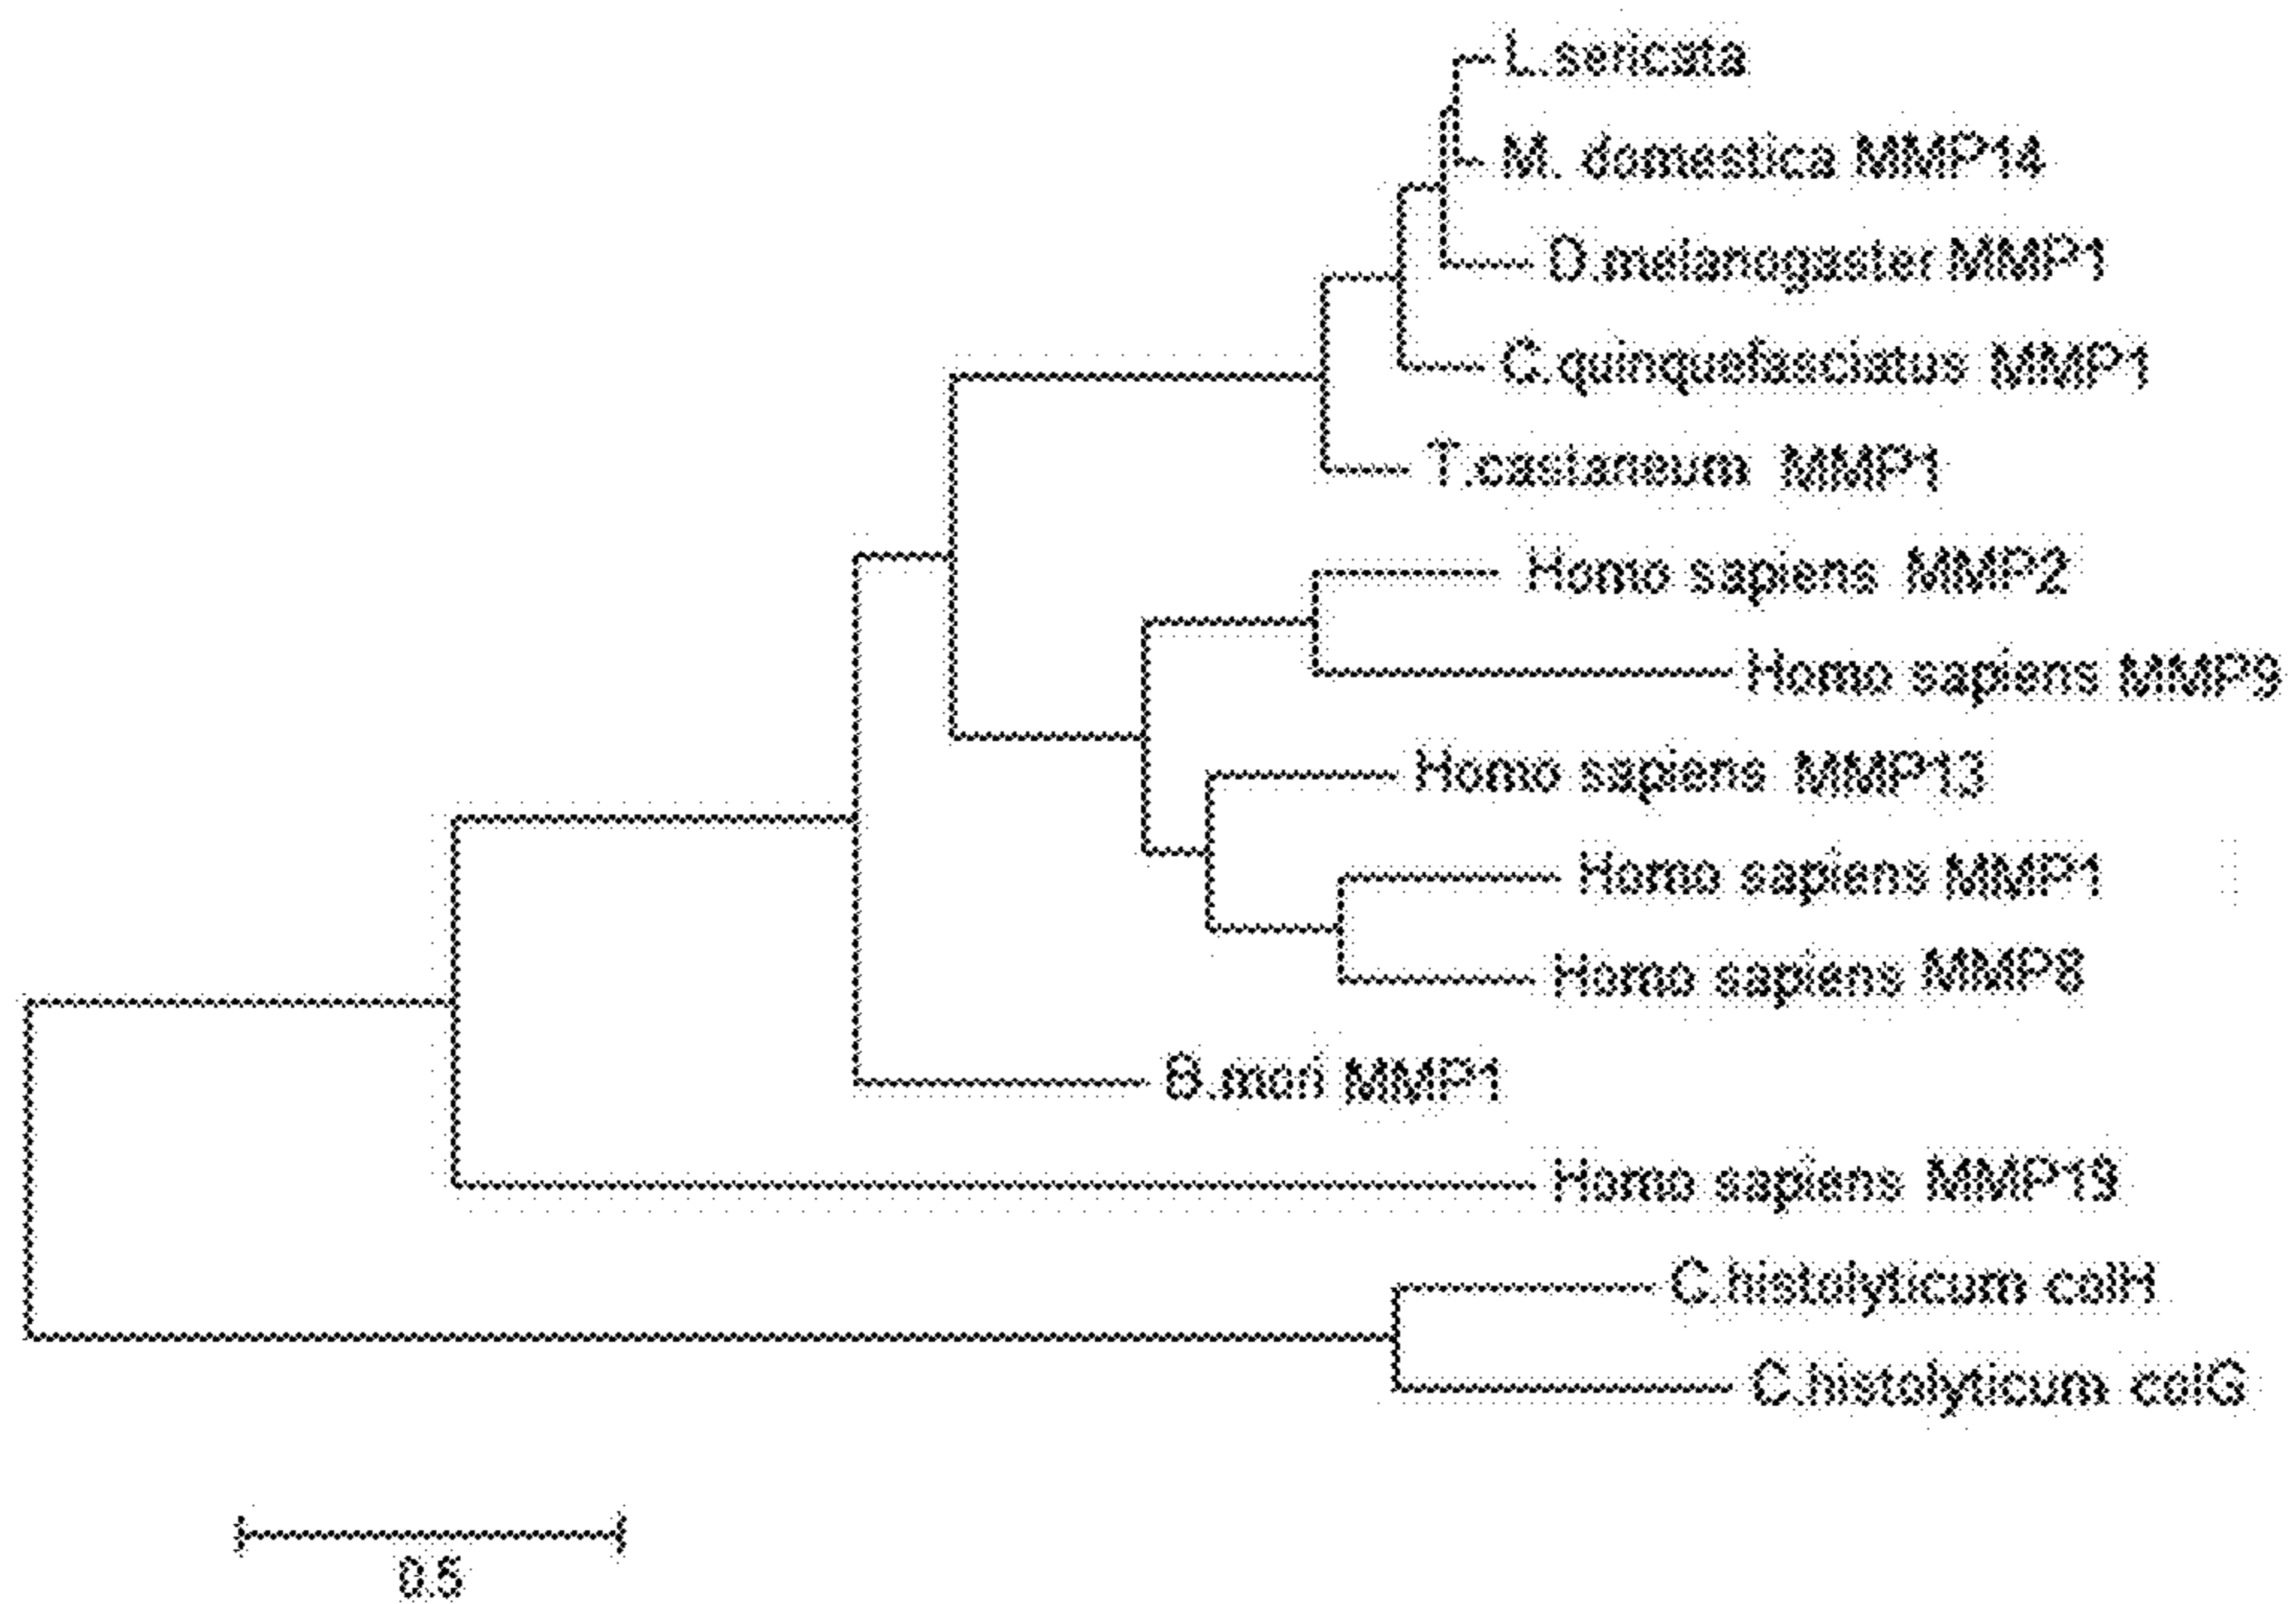 L.sericata
M. domestica MMP14
D.melanogaster MMP1
C.quinquefasciatus MMP1
T.castaneum MMP1
Homo sapiens MMP2
Homo sapiens MMP9
Homo sapiens MMP13
Homo sapiens MMP1
Homo sapiens MMP8
B.mori MMP1
Homo sapiens MMP19
C.histolyticum colH
C.histolyticum colG
0.5